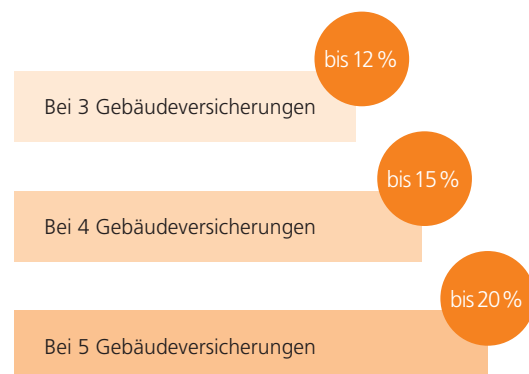 bis 12 %
Bei 3 Gebäudeversicherungen
bis 15 %
Bei 4 Gebäudeversicherungen
bis 20 %
Bei 5 Gebäudeversicherungen